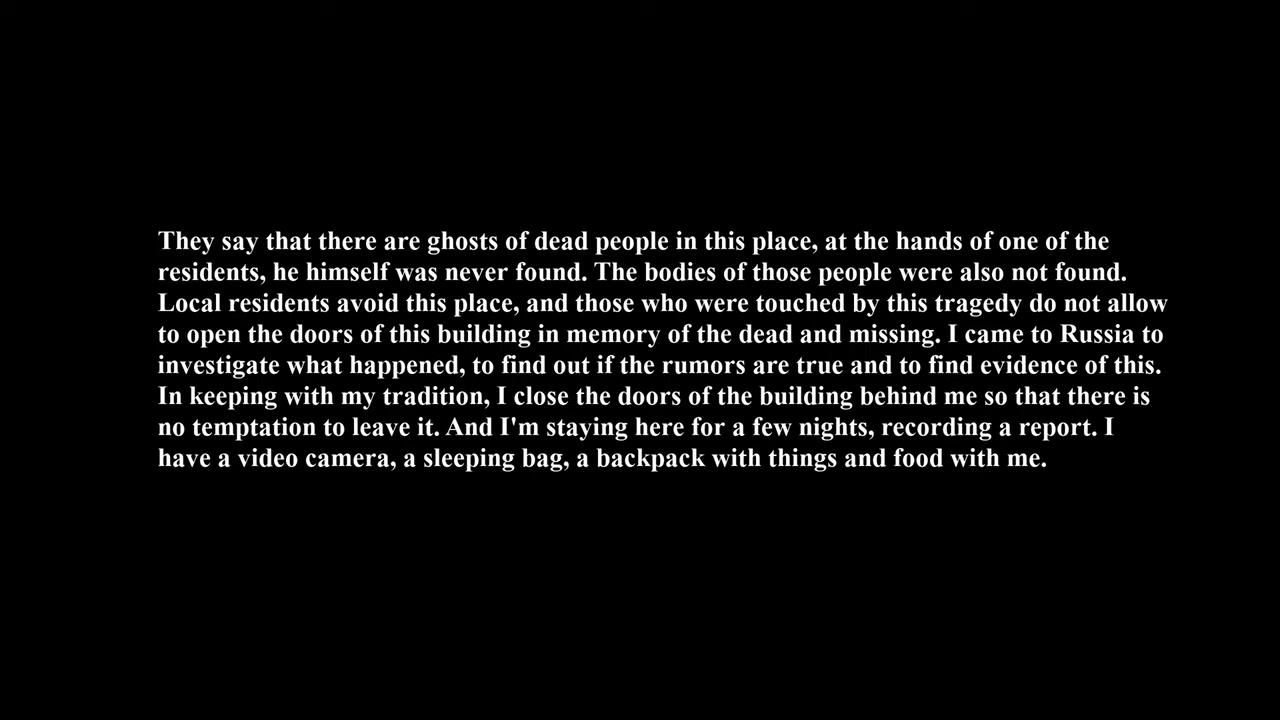 They say that there are ghosts of dead people in this place, at the hands of one of the
residents, he himself was never found. The bodies of those people were also not found.
Local residents avoid this place, and those who were touched by this tragedy do not allow
to open the doors of this building in memory of the dead and missing. I came to Russia to
investigate what happened, to find out if the rumors are true and to find evidence of this.
In keeping with my tradition, I close the doors of the building behind me so that there is
no temptation to leave it. And I'm staying here for a few nights, recording a report. I
have a video camera, a sleeping bag, a backpack with things and food with me.